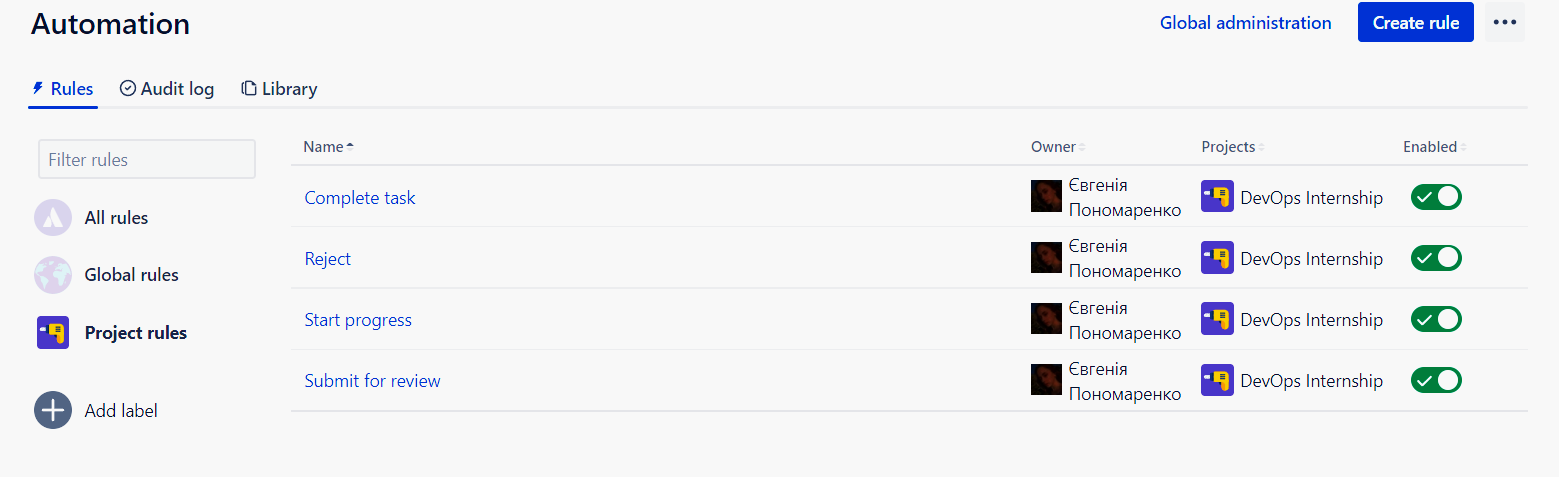 Automation
Global administration
Create rule
Rules
Audit log
Library
Filter rules
All rules
Global rules
Project rules
Add label
Name
Owner
Projects
Enabled
Complete task
Євгенія
Пономаренко
DevOps Internship
Reject
Євгенія
Пономаренко
DevOps Internship
Start progress
Євгенія
Пономаренко
DevOps Internship
Submit for review
Євгенія
Пономаренко
DevOps Internship